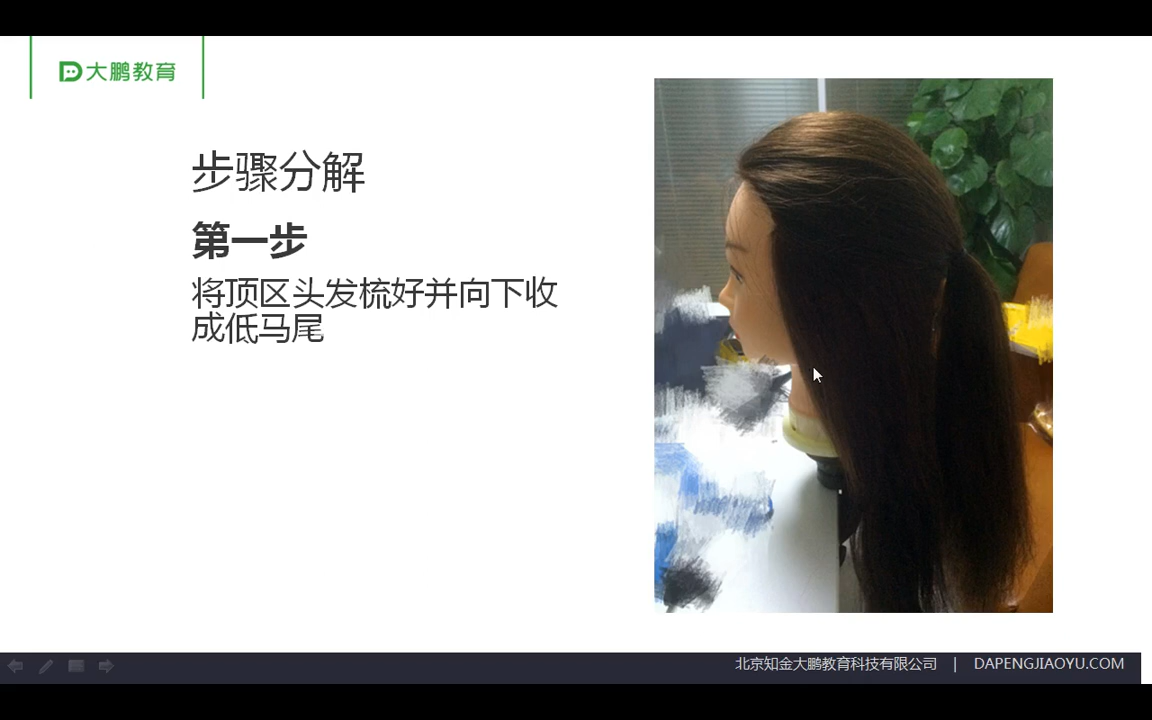 大鹏教育
步骤分解
第一步
将顶区头发梳好并向下收
成低马尾
北京知金大鹏教育科技有限公司 | DAPENGJIAOYU.COM